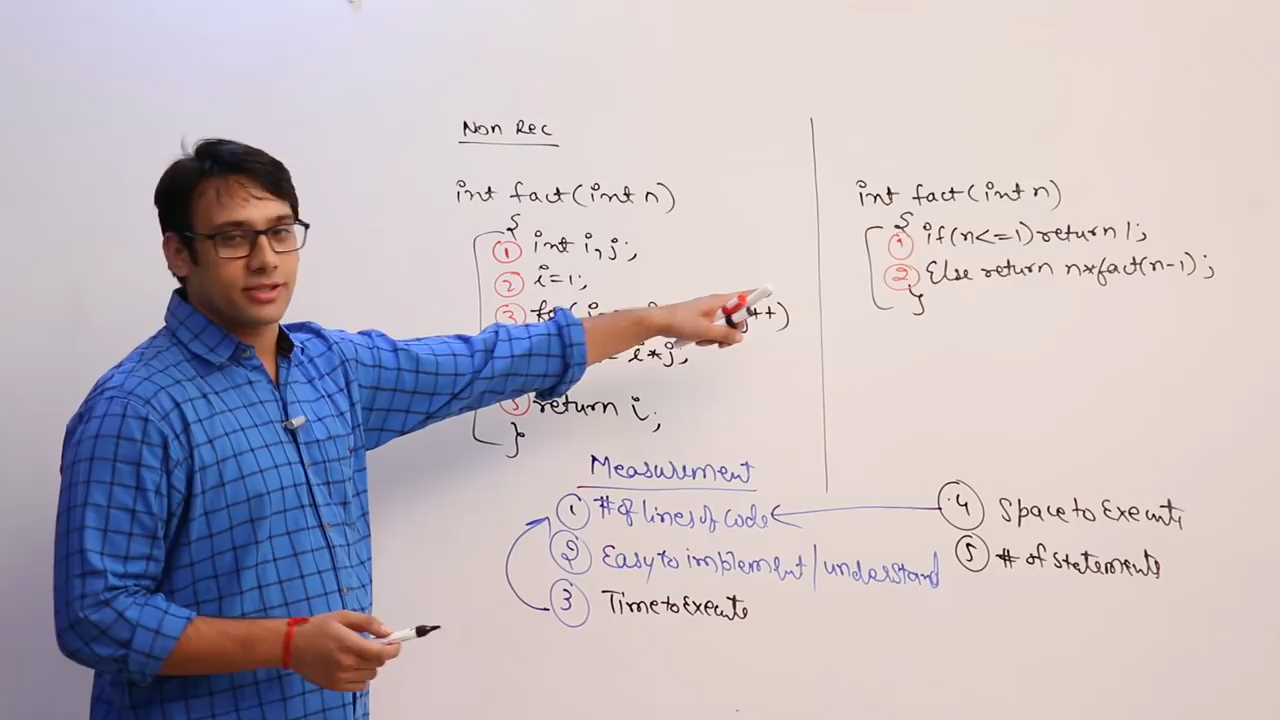 Non Rec
int fact(int n)
{
① int i, j;
② i=1;
③ for( j++)
i*j;
⑤ return i;
}
int fact(int n)
{
① if(n<=1)return 1;
② Else return n*fact(n-1);
}
Measurement
① # of lines of code
② Easy to implement/understand
③ Time to Execute
④ Space to Execute
⑤ # of statements